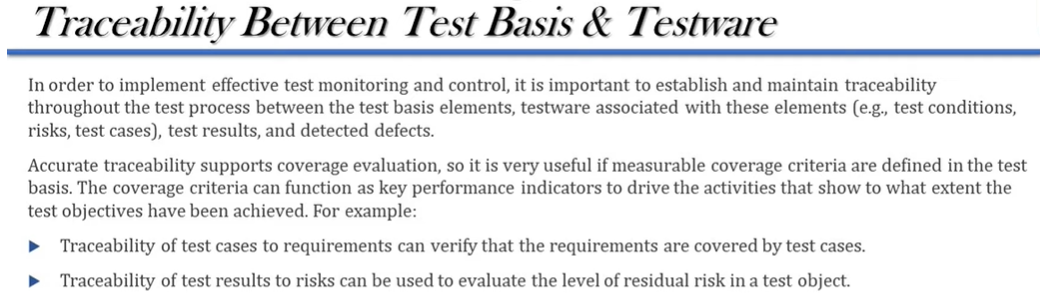 Traceability Between Test Basis & Testware
In order to implement effective test monitoring and control, it is important to establish and maintain traceability
throughout the test process between the test basis elements, testware associated with these elements (e.g., test conditions,
risks, test cases), test results, and detected defects.
Accurate traceability supports coverage evaluation, so it is very useful if measurable coverage criteria are defined in the test
basis. The coverage criteria can function as key performance indicators to drive the activities that show to what extent the
test objectives have been achieved. For example:
▶ Traceability of test cases to requirements can verify that the requirements are covered by test cases.
▶ Traceability of test results to risks can be used to evaluate the level of residual risk in a test object.